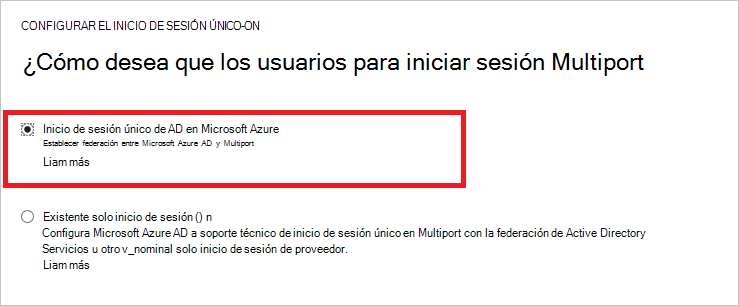 CONFIGURAR EL INICIO DE SESIÓN ÚNICO-ON
¿Cómo desea que los usuarios para iniciar sesión Multiport
Inicio de sesión único de AD en Microsoft Azure
Establecer federación entre Microsoft Azure AD y Multiport
Liam más
Existente solo inicio de sesión () n
Configura Microsoft Azure AD a soporte técnico de inicio de sesión único en Multiport con la federación de Active Directory
Servicios u otro v_nominal solo inicio de sesión de proveedor.
Liam más